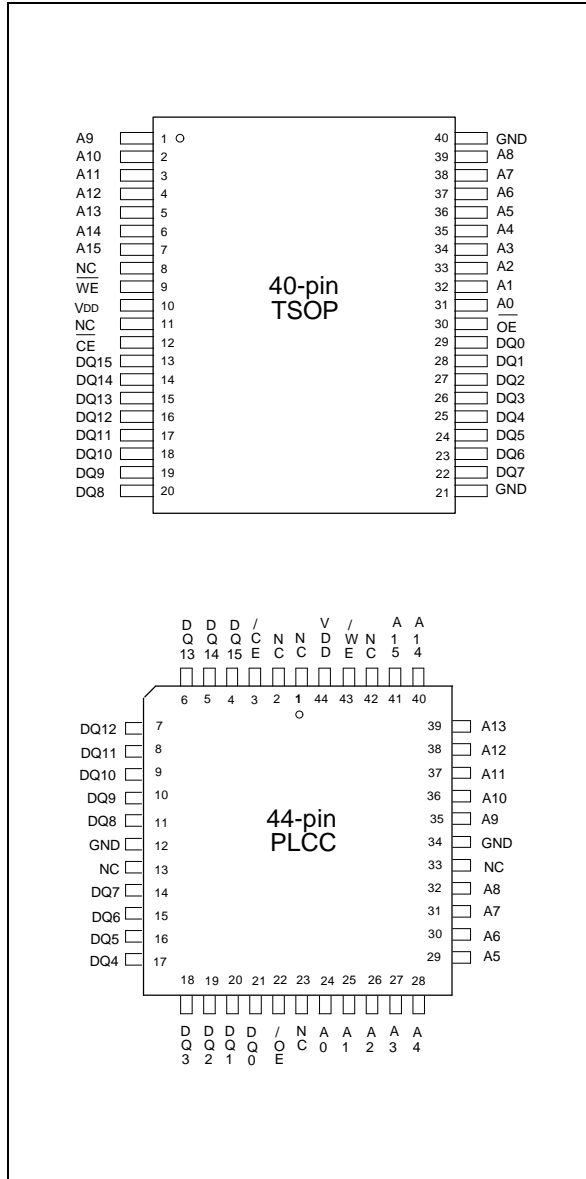 A9 1 40 GND
A10 2 39 A8
A11 3 38 A7
A12 4 37 A6
A13 5 36 A5
A14 6 35 A4
A15 7 34 A3
NC 8 33 A2
WE 9 32 A1
VDD 10 31 A0
NC 11 30 OE
CE 12 29 DQ0
DQ15 13 28 DQ1
DQ14 14 27 DQ2
DQ13 15 26 DQ3
DQ12 16 25 DQ4
DQ11 17 24 DQ5
DQ10 18 23 DQ6
DQ9 19 22 DQ7
DQ8 20 21 GND
40-pin
TSOP
DQ13 DQ14 DQ15 /CE NC NC VDD /WE NC A15 A14
6 5 4 3 2 1 44 43 42 41 40
DQ12 7 39 A13
DQ11 8 38 A12
DQ10 9 37 A11
DQ9 10 36 A10
DQ8 11 35 A9
GND 12 34 GND
NC 13 33 NC
DQ7 14 32 A8
DQ6 15 31 A7
DQ5 16 30 A6
DQ4 17 29 A5
44-pin
PLCC
18 19 20 21 22 23 24 25 26 27 28
DQ3 DQ2 DQ1 DQ0 /OE NC A0 A1 A2 A3 A4